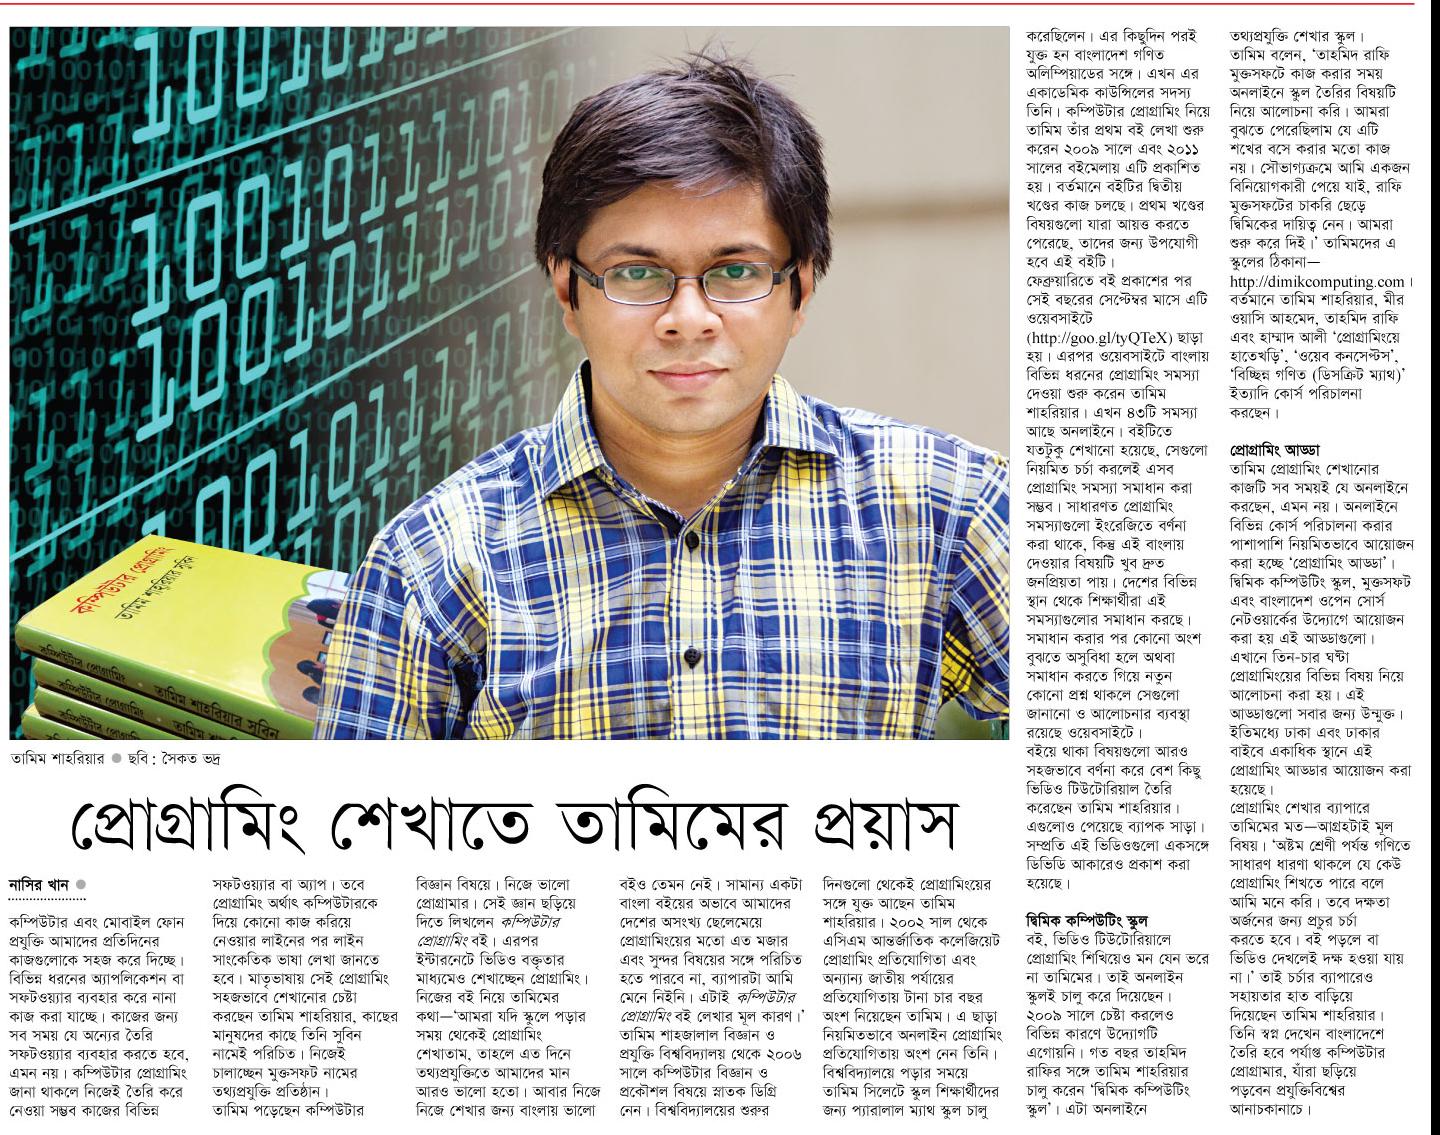 কম্পিউটার প্রোগ্রামিং
তামিম শাহরিয়ার সুবিন
কম্পিউটার প্রোগ্রামিং
তামিম শাহরিয়ার সুবিন
কম্পিউটার প্রোগ্রামিং
তামিম
তামিম শাহরিয়ার ● ছবি : সৈকত ভদ্র
প্রোগ্রামিং শেখাতে তামিমের প্রয়াস
নাসির খান ●
কম্পিউটার এবং মোবাইল ফোন
প্রযুক্তি আমাদের প্রতিদিনের
কাজগুলোকে সহজ করে দিচ্ছে।
বিভিন্ন ধরনের অ্যাপলিকেশন বা
সফটওয়্যার ব্যবহার করে নানা
কাজ করা যাচ্ছে। কাজের জন্য
সব সময় যে অন্যের তৈরি
সফটওয়্যার ব্যবহার করতে হবে,
এমন নয়। কম্পিউটার প্রোগ্রামিং
জানা থাকলে নিজেই তৈরি করে
নেওয়া সম্ভব কাজের বিভিন্ন
সফটওয়্যার বা অ্যাপ। তবে
প্রোগ্রামিং অর্থাৎ কম্পিউটারকে
দিয়ে কোনো কাজ করিয়ে
নেওয়ার লাইনের পর লাইন
সাংকেতিক ভাষা লেখা জানতে
হবে। মাতৃভাষায় সেই প্রোগ্রামিং
সহজভাবে শেখানোর চেষ্টা
করছেন তামিম শাহরিয়ার, কাছের
মানুষদের কাছে তিনি সুবিন
নামেই পরিচিত। নিজেই
চালাচ্ছেন মুক্তসফট নামের
তথ্যপ্রযুক্তি প্রতিষ্ঠান।
তামিম পড়েছেন কম্পিউটার
বিজ্ঞান বিষয়ে। নিজে ভালো
প্রোগ্রামার। সেই জ্ঞান ছড়িয়ে
দিতে লিখলেন কম্পিউটার
প্রোগ্রামিং বই। এরপর
ইন্টারনেটে ভিডিও বক্তৃতার
মাধ্যমেও শেখাচ্ছেন প্রোগ্রামিং।
নিজের বই নিয়ে তামিমের
কথা—‘আমরা যদি স্কুলে পড়ার
সময় থেকেই প্রোগ্রামিং
শেখাতাম, তাহলে এত দিনে
তথ্যপ্রযুক্তিতে আমাদের মান
আরও ভালো হতো। আবার নিজে
নিজে শেখার জন্য বাংলায় ভালো
বইও তেমন নেই। সামান্য একটা
বাংলা বইয়ের অভাবে আমাদের
দেশের অসংখ্য ছেলেমেয়ে
প্রোগ্রামিংয়ের মতো এত মজার
এবং সুন্দর বিষয়ের সঙ্গে পরিচিত
হতে পারবে না, ব্যাপারটা আমি
মেনে নিইনি। এটাই কম্পিউটার
প্রোগ্রামিং বই লেখার মূল কারণ।’
তামিম শাহজালাল বিজ্ঞান ও
প্রযুক্তি বিশ্ববিদ্যালয় থেকে ২০০৬
সালে কম্পিউটার বিজ্ঞান ও
প্রকৌশল বিষয়ে স্নাতক ডিগ্রি
নেন। বিশ্ববিদ্যালয়ের শুরুর
দিনগুলো থেকেই প্রোগ্রামিংয়ের
সঙ্গে যুক্ত আছেন তামিম
শাহরিয়ার। ২০০২ সাল থেকে
এসিএম আন্তর্জাতিক কলেজিয়েট
প্রোগ্রামিং প্রতিযোগিতা এবং
অন্যান্য জাতীয় পর্যায়ের
প্রতিযোগিতায় টানা চার বছর
অংশ নিয়েছেন তামিম। এ ছাড়া
নিয়মিতভাবে অনলাইন প্রোগ্রামিং
প্রতিযোগিতায় অংশ নেন তিনি।
বিশ্ববিদ্যালয়ে পড়ার সময়ে
তামিম সিলেটে স্কুল শিক্ষার্থীদের
জন্য প্যারালাল ম্যাথ স্কুল চালু
করেছিলেন। এর কিছুদিন পরই
যুক্ত হন বাংলাদেশ গণিত
অলিম্পিয়াডের সঙ্গে। এখন এর
একাডেমিক কাউন্সিলের সদস্য
তিনি। কম্পিউটার প্রোগ্রামিং নিয়ে
তামিম তাঁর প্রথম বই লেখা শুরু
করেন ২০০৯ সালে এবং ২০১১
সালের বইমেলায় এটি প্রকাশিত
হয়। বর্তমানে বইটির দ্বিতীয়
খণ্ডের কাজ চলছে। প্রথম খণ্ডের
বিষয়গুলো যারা আয়ত্ত করতে
পেরেছে, তাদের জন্য উপযোগী
হবে এই বইটি।
ফেব্রুয়ারিতে বই প্রকাশের পর
সেই বছরের সেপ্টেম্বর মাসে এটি
ওয়েবসাইটে
(http://goo.gl/tyQTeX) ছাড়া
হয়। এরপর ওয়েবসাইটে বাংলায়
বিভিন্ন ধরনের প্রোগ্রামিং সমস্যা
দেওয়া শুরু করেন তামিম
শাহরিয়ার। এখন ৪৩টি সমস্যা
আছে অনলাইনে। বইটিতে
যতটুকু শেখানো হয়েছে, সেগুলো
নিয়মিত চর্চা করলেই এসব
প্রোগ্রামিং সমস্যা সমাধান করা
সম্ভব। সাধারণত প্রোগ্রামিং
সমস্যাগুলো ইংরেজিতে বর্ণনা
করা থাকে, কিন্তু এই বাংলায়
দেওয়ার বিষয়টি খুব দ্রুত
জনপ্রিয়তা পায়। দেশের বিভিন্ন
স্থান থেকে শিক্ষার্থীরা এই
সমস্যাগুলোর সমাধান করছে।
সমাধান করার পর কোনো অংশ
বুঝতে অসুবিধা হলে অথবা
সমাধান করতে গিয়ে নতুন
কোনো প্রশ্ন থাকলে সেগুলো
জানানো ও আলোচনার ব্যবস্থা
রয়েছে ওয়েবসাইটে।
বইয়ে থাকা বিষয়গুলো আরও
সহজভাবে বর্ণনা করে বেশ কিছু
ভিডিও টিউটোরিয়াল তৈরি
করেছেন তামিম শাহরিয়ার।
এগুলোও পেয়েছে ব্যাপক সাড়া।
সম্প্রতি এই ভিডিওগুলো একসঙ্গে
ডিভিডি আকারেও প্রকাশ করা
হয়েছে।
দ্বিমিক কম্পিউটিং স্কুল
বই, ভিডিও টিউটোরিয়ালে
প্রোগ্রামিং শিখিয়েও মন যেন ভরে
না তামিমের। তাই অনলাইন
স্কুলই চালু করে দিয়েছেন।
২০০৯ সালে চেষ্টা করলেও
বিভিন্ন কারণে উদ্যোগটি
এগোয়নি। গত বছর তাহমিদ
রাফির সঙ্গে তামিম শাহরিয়ার
চালু করেন ‘দ্বিমিক কম্পিউটিং
স্কুল’। এটা অনলাইনে
তথ্যপ্রযুক্তি শেখার স্কুল।
তামিম বলেন, ‘তাহমিদ রাফি
মুক্তসফটে কাজ করার সময়
অনলাইনে স্কুল তৈরির বিষয়টি
নিয়ে আলোচনা করি। আমরা
বুঝতে পেরেছিলাম যে এটি
শখের বসে করার মতো কাজ
নয়। সৌভাগ্যক্রমে আমি একজন
বিনিয়োগকারী পেয়ে যাই, রাফি
মুক্তসফটের চাকরি ছেড়ে
দ্বিমিকের দায়িত্ব নেন। আমরা
শুরু করে দিই।’ তামিমদের এ
স্কুলের ঠিকানা—
http://dimikcomputing.com।
বর্তমানে তামিম শাহরিয়ার, মীর
ওয়াসি আহমেদ, তাহমিদ রাফি
এবং হাম্মাদ আলী ‘প্রোগ্রামিংয়ে
হাতেখড়ি’, ‘ওয়েব কনসেপ্টস’,
‘বিচ্ছিন্ন গণিত (ডিসক্রিট ম্যাথ)’
ইত্যাদি কোর্স পরিচালনা
করছেন।
প্রোগ্রামিং আড্ডা
তামিম প্রোগ্রামিং শেখানোর
কাজটি সব সময়ই যে অনলাইনে
করছেন, এমন নয়। অনলাইনে
বিভিন্ন কোর্স পরিচালনা করার
পাশাপাশি নিয়মিতভাবে আয়োজন
করা হচ্ছে ‘প্রোগ্রামিং আড্ডা’।
দ্বিমিক কম্পিউটিং স্কুল, মুক্তসফট
এবং বাংলাদেশ ওপেন সোর্স
নেটওয়ার্কের উদ্যোগে আয়োজন
করা হয় এই আড্ডাগুলো।
এখানে তিন-চার ঘন্টা
প্রোগ্রামিংয়ের বিভিন্ন বিষয় নিয়ে
আলোচনা করা হয়। এই
আড্ডাগুলো সবার জন্য উন্মুক্ত।
ইতিমধ্যে ঢাকা এবং ঢাকার
বাইবে একাধিক স্থানে এই
প্রোগ্রামিং আড্ডার আয়োজন করা
হয়েছে।
প্রোগ্রামিং শেখার ব্যাপারে
তামিমের মত—আগ্রহটাই মূল
বিষয়। ‘অষ্টম শ্রেণী পর্যন্ত গণিতে
সাধারণ ধারণা থাকলে যে কেউ
প্রোগ্রামিং শিখতে পারে বলে
আমি মনে করি। তবে দক্ষতা
অর্জনের জন্য প্রচুর চর্চা
করতে হবে। বই পড়লে বা
ভিডিও দেখলেই দক্ষ হওয়া যায়
না।’ তাই চর্চার ব্যাপারেও
সহায়তার হাত বাড়িয়ে
দিয়েছেন তামিম শাহরিয়ার।
তিনি স্বপ্ন দেখেন বাংলাদেশে
তৈরি হবে পর্যাপ্ত কম্পিউটার
প্রোগ্রামার, যাঁরা ছড়িয়ে
পড়বেন প্রযুক্তিবিশ্বের
আনাচকানাচে।